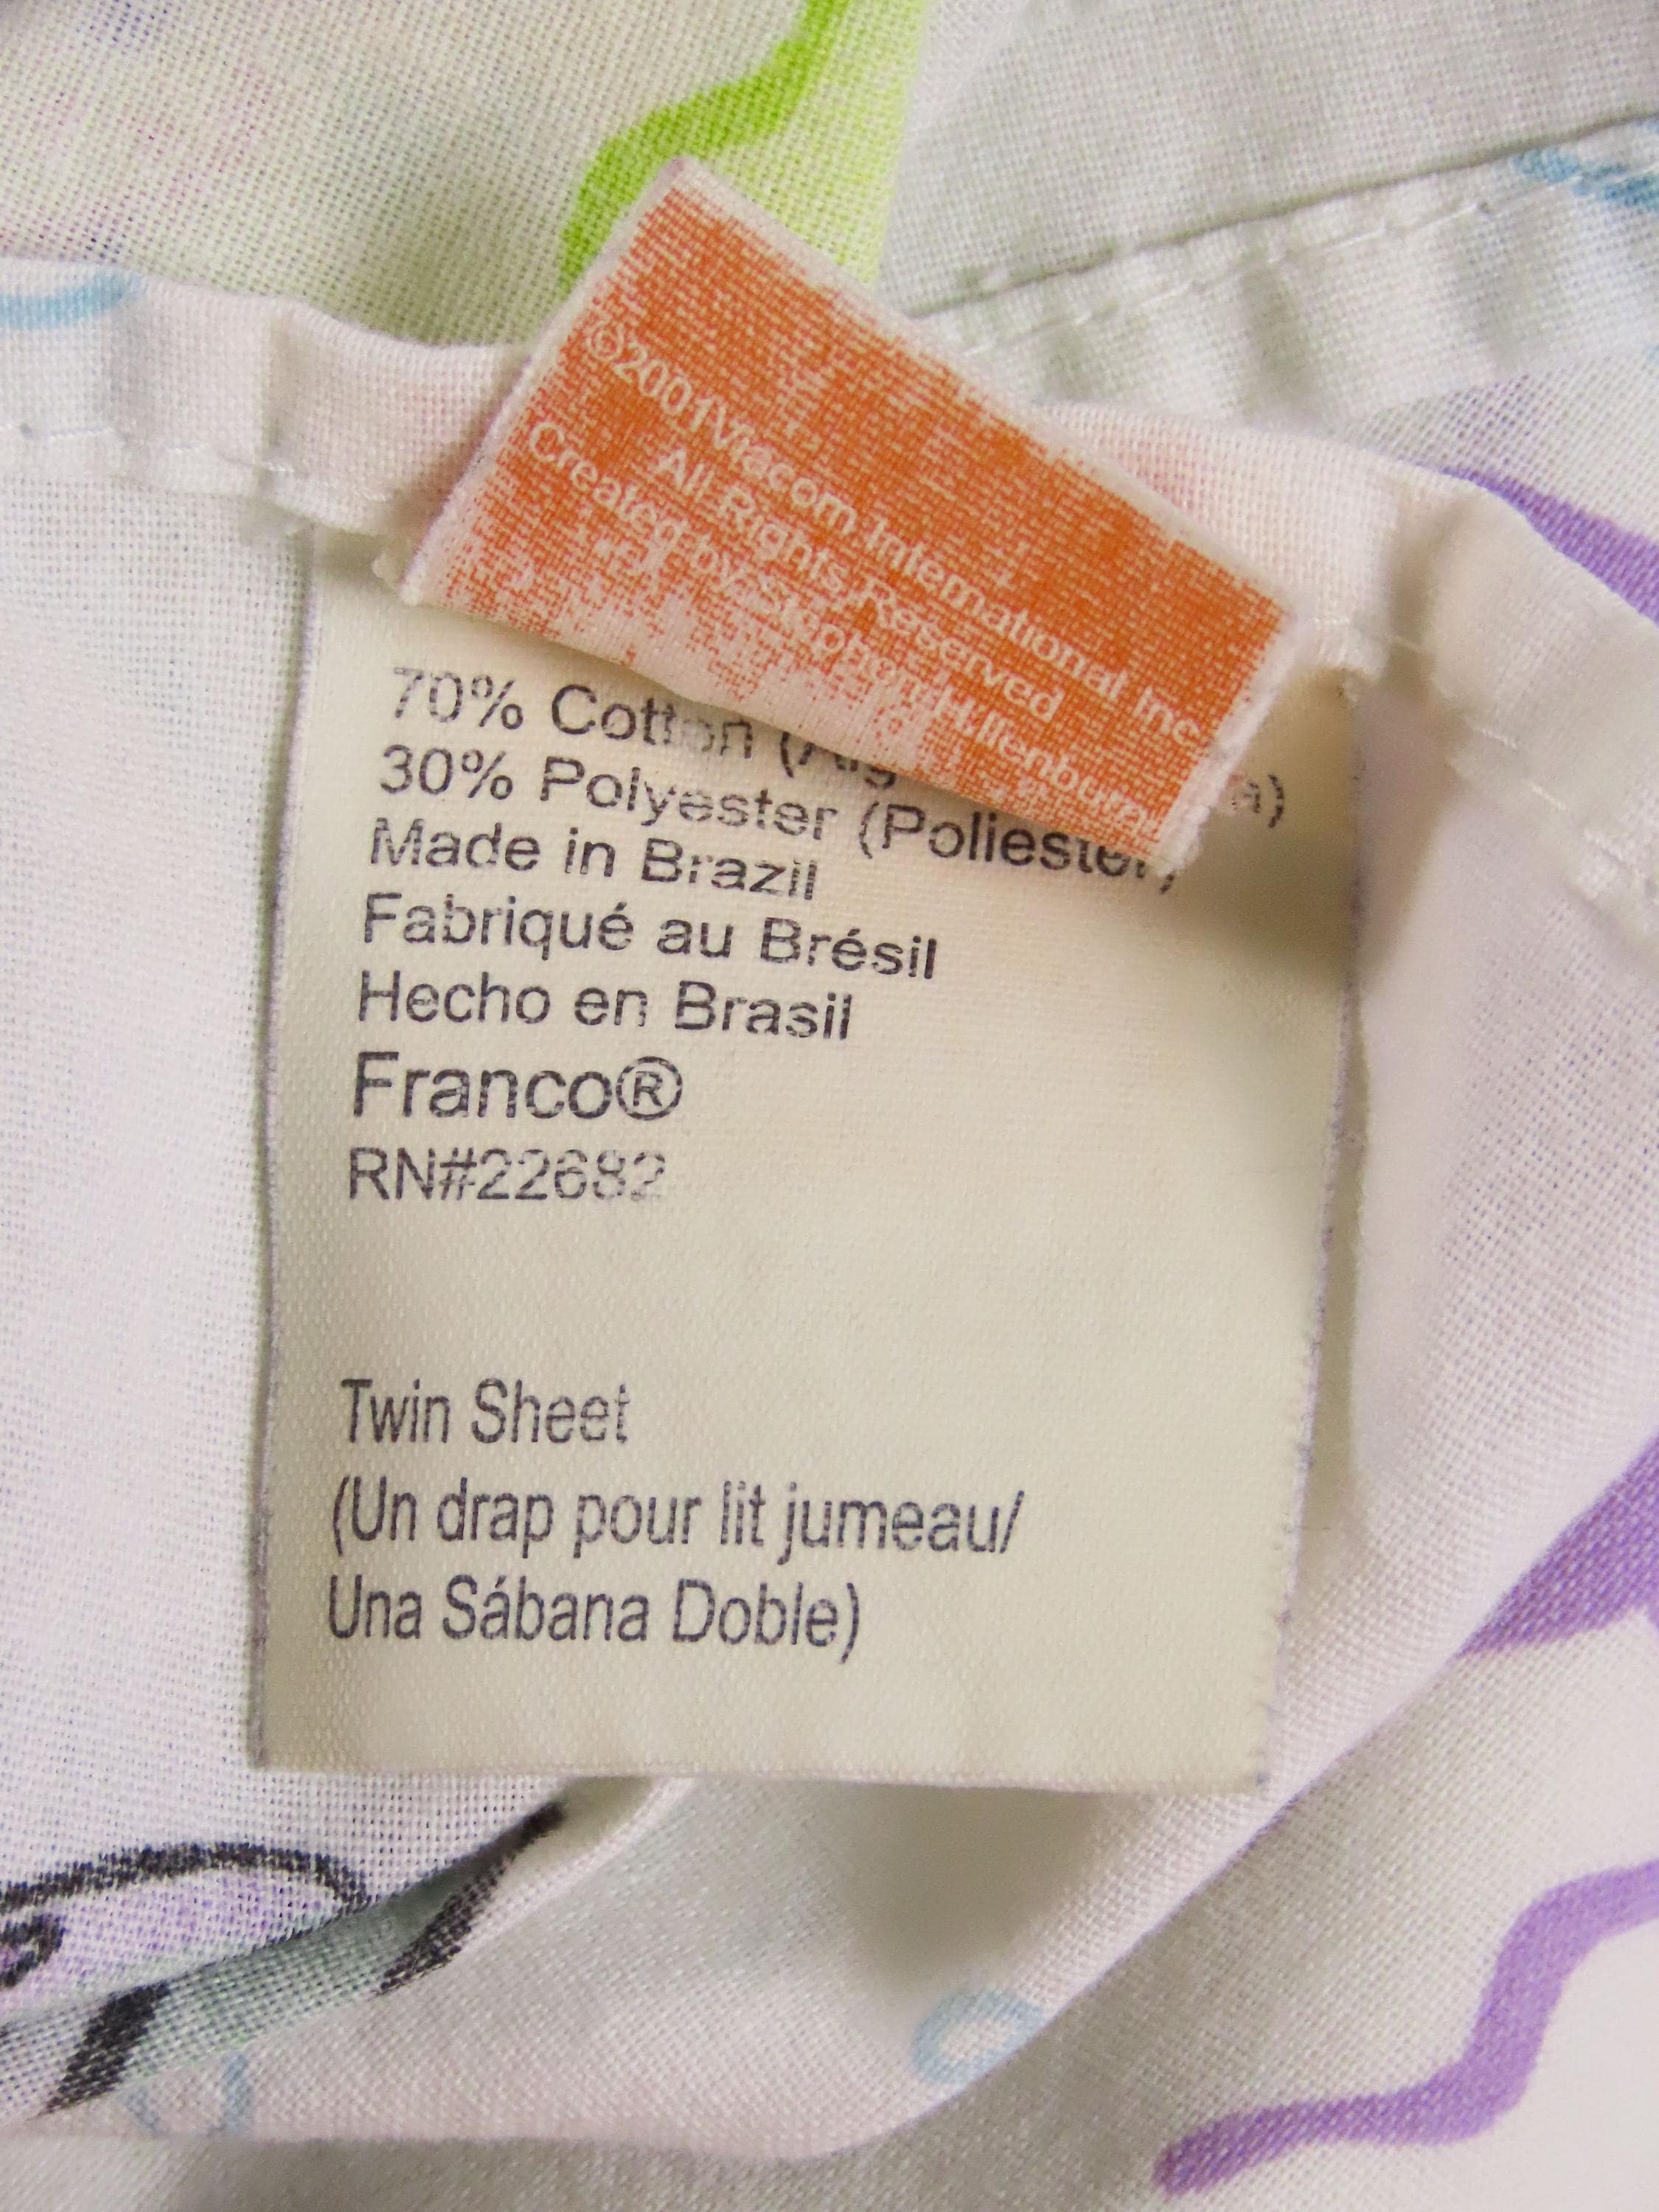 ©2001 Viacom International Inc.
All Rights Reserved
Created by Stephen Hillenburg
70% Cotton
30% Polyester (Poliester)
Made in Brazil
Fabriqué au Brésil
Hecho en Brasil
Franco®
RN#22682
Twin Sheet
(Un drap pour lit jumeau/
Una Sábana Doble)